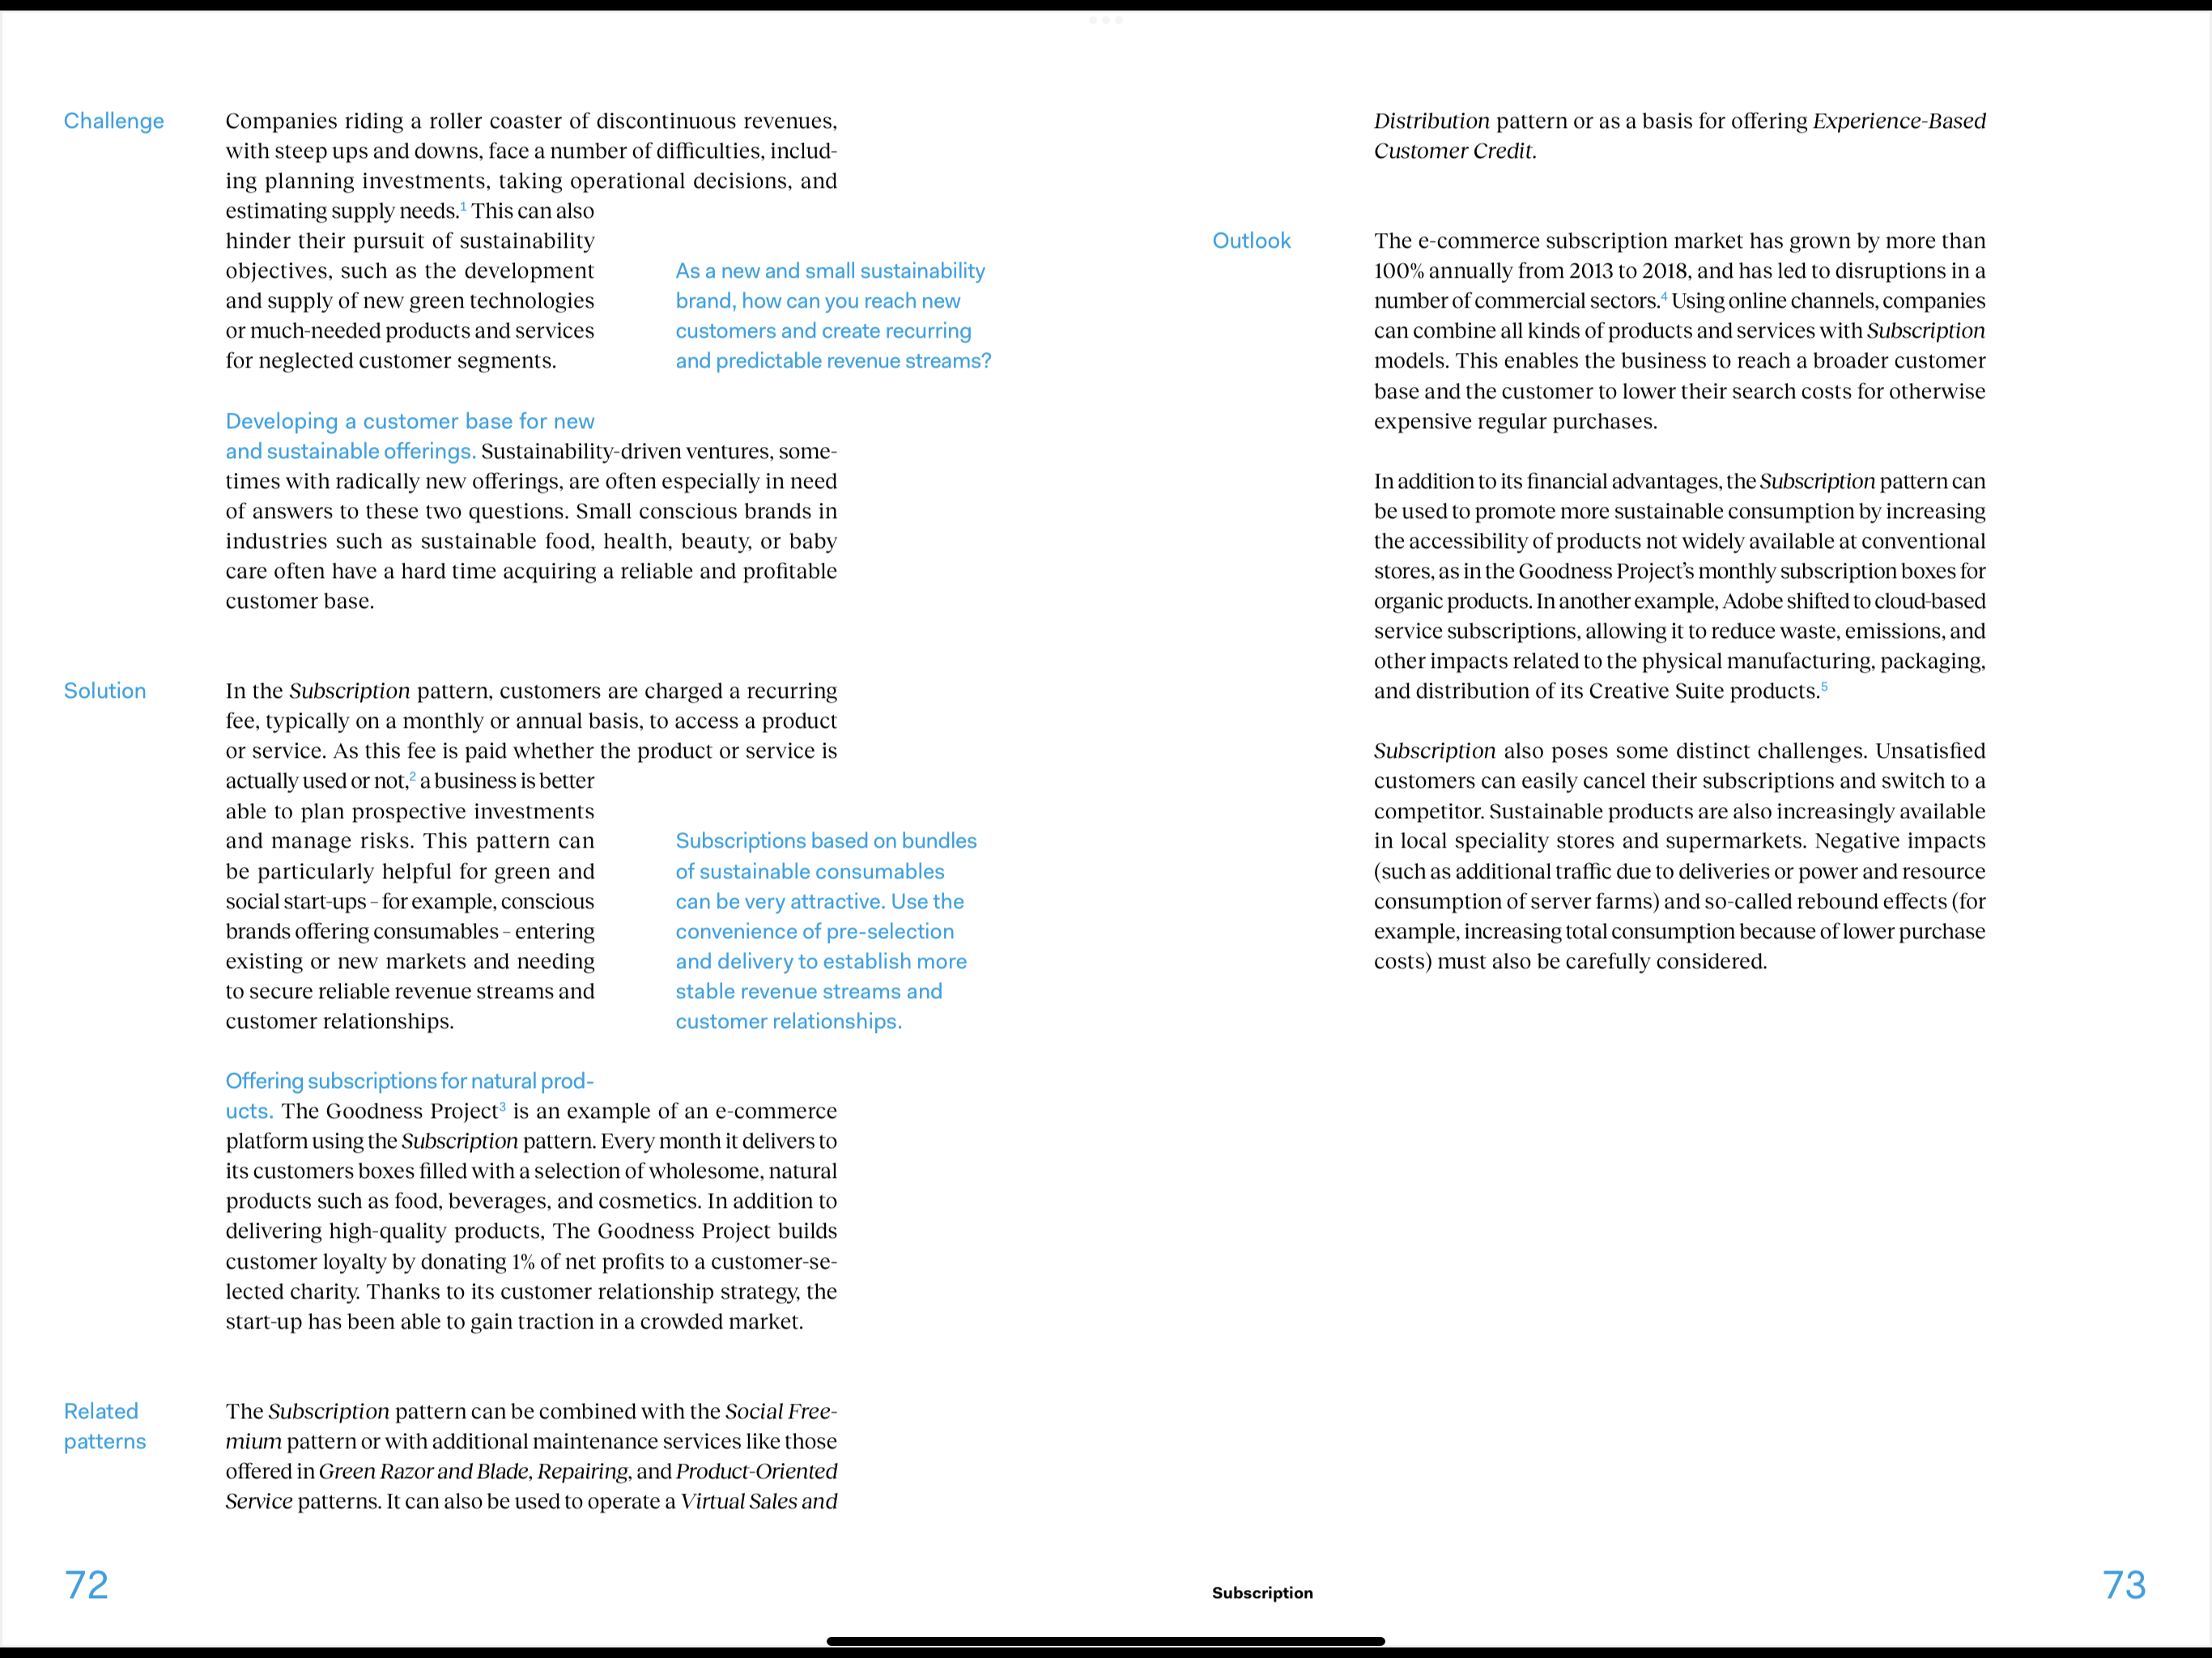 Challenge
Companies riding a roller coaster of discontinuous revenues,
with steep ups and downs, face a number of difficulties, includ-
ing planning investments, taking operational decisions, and
estimating supply needs.¹ This can also
hinder their pursuit of sustainability
objectives, such as the development
and supply of new green technologies
or much-needed products and services
for neglected customer segments.
As a new and small sustainability
brand, how can you reach new
customers and create recurring
and predictable revenue streams?
Developing a customer base for new
and sustainable offerings. Sustainability-driven ventures, some-
times with radically new offerings, are often especially in need
of answers to these two questions. Small conscious brands in
industries such as sustainable food, health, beauty, or baby
care often have a hard time acquiring a reliable and profitable
customer base.
Solution
In the Subscription pattern, customers are charged a recurring
fee, typically on a monthly or annual basis, to access a product
or service. As this fee is paid whether the product or service is
actually used or not,² a business is better
able to plan prospective investments
and manage risks. This pattern can
be particularly helpful for green and
social start-ups – for example, conscious
brands offering consumables – entering
existing or new markets and needing
to secure reliable revenue streams and
customer relationships.
Subscriptions based on bundles
of sustainable consumables
can be very attractive. Use the
convenience of pre-selection
and delivery to establish more
stable revenue streams and
customer relationships.
Offering subscriptions for natural prod-
ucts. The Goodness Project³ is an example of an e-commerce
platform using the Subscription pattern. Every month it delivers to
its customers boxes filled with a selection of wholesome, natural
products such as food, beverages, and cosmetics. In addition to
delivering high-quality products, The Goodness Project builds
customer loyalty by donating 1% of net profits to a customer-se-
lected charity. Thanks to its customer relationship strategy, the
start-up has been able to gain traction in a crowded market.
Related
patterns
The Subscription pattern can be combined with the Social Free-
mium pattern or with additional maintenance services like those
offered in Green Razor and Blade, Repairing, and Product-Oriented
Service patterns. It can also be used to operate a Virtual Sales and
72
Distribution pattern or as a basis for offering Experience-Based
Customer Credit.
Outlook
The e-commerce subscription market has grown by more than
100% annually from 2013 to 2018, and has led to disruptions in a
number of commercial sectors.⁴ Using online channels, companies
can combine all kinds of products and services with Subscription
models. This enables the business to reach a broader customer
base and the customer to lower their search costs for otherwise
expensive regular purchases.
In addition to its financial advantages, the Subscription pattern can
be used to promote more sustainable consumption by increasing
the accessibility of products not widely available at conventional
stores, as in the Goodness Project's monthly subscription boxes for
organic products. In another example, Adobe shifted to cloud-based
service subscriptions, allowing it to reduce waste, emissions, and
other impacts related to the physical manufacturing, packaging,
and distribution of its Creative Suite products.⁵
Subscription also poses some distinct challenges. Unsatisfied
customers can easily cancel their subscriptions and switch to a
competitor. Sustainable products are also increasingly available
in local speciality stores and supermarkets. Negative impacts
(such as additional traffic due to deliveries or power and resource
consumption of server farms) and so-called rebound effects (for
example, increasing total consumption because of lower purchase
costs) must also be carefully considered.
Subscription
73